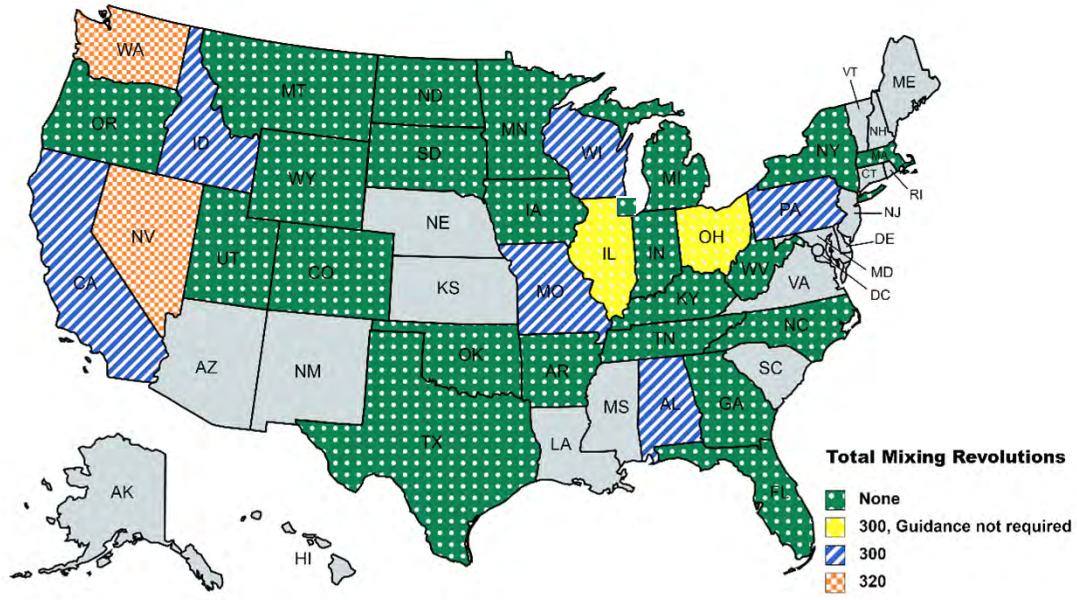 WA
MT
ND
MN
VT
ME
OR
ID
SD
WI
NH
NY
MA
WY
MI
CT
RI
IA
PA
NJ
NE
NV
OH
UT
IL
IN
DE
CO
WV
MD
CA
KS
MO
VA
DC
KY
NC
TN
OK
AZ
NM
AR
SC
MS
AL
GA
TX
LA
Total Mixing Revolutions
AK
FL
None
300, Guidance not required
HI
300
320